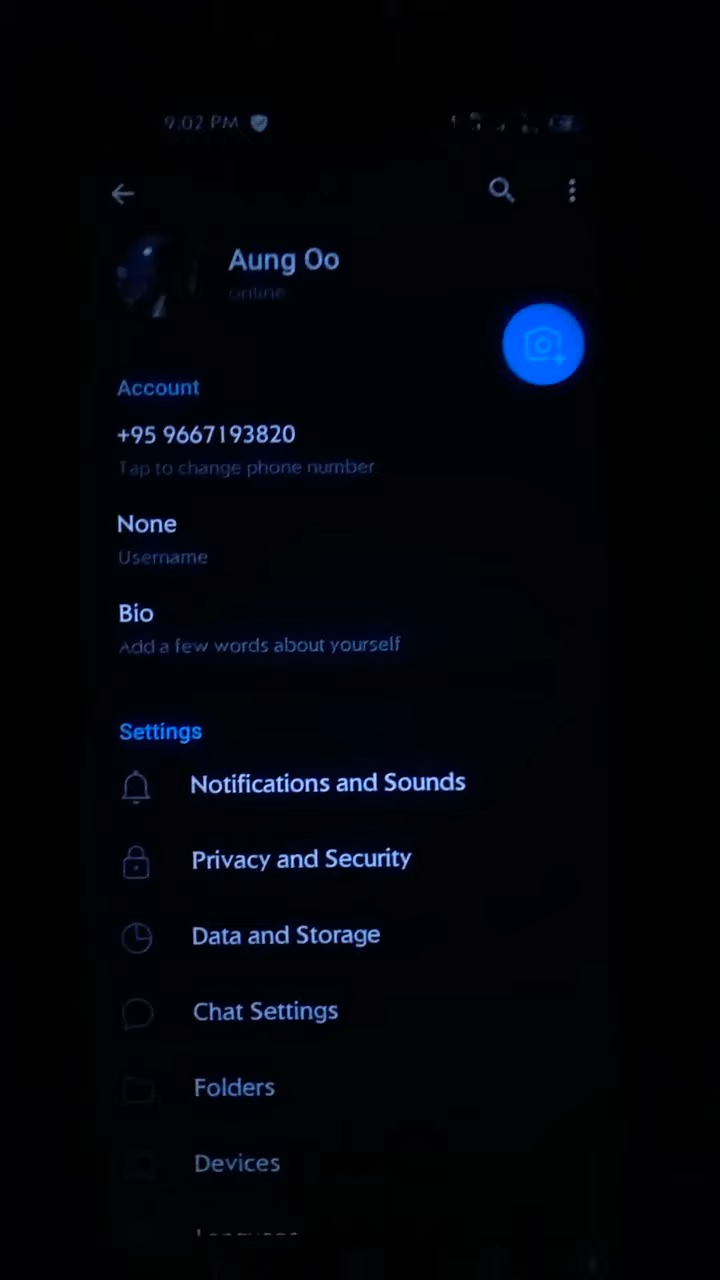 9:02 PM
Aung Oo
online
Account
+95 9667193820
Tap to change phone number
None
Username
Bio
Add a few words about yourself
Settings
Notifications and Sounds
Privacy and Security
Data and Storage
Chat Settings
Folders
Devices
Language